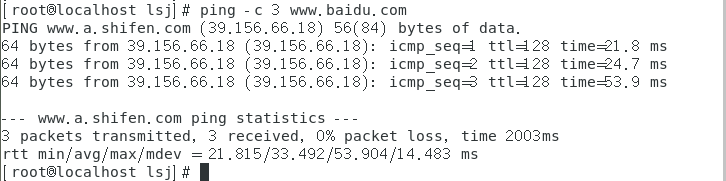 [root@localhost lsj]# ping -c 3 www.baidu.com
PING www.a.shifen.com (39.156.66.18) 56(84) bytes of data.
64 bytes from 39.156.66.18 (39.156.66.18): icmp_seq=1 ttl=128 time=21.8 ms
64 bytes from 39.156.66.18 (39.156.66.18): icmp_seq=2 ttl=128 time=24.7 ms
64 bytes from 39.156.66.18 (39.156.66.18): icmp_seq=3 ttl=128 time=53.9 ms
--- www.a.shifen.com ping statistics ---
3 packets transmitted, 3 received, 0% packet loss, time 2003ms
rtt min/avg/max/mdev = 21.815/33.492/53.904/14.483 ms
[root@localhost lsj]#